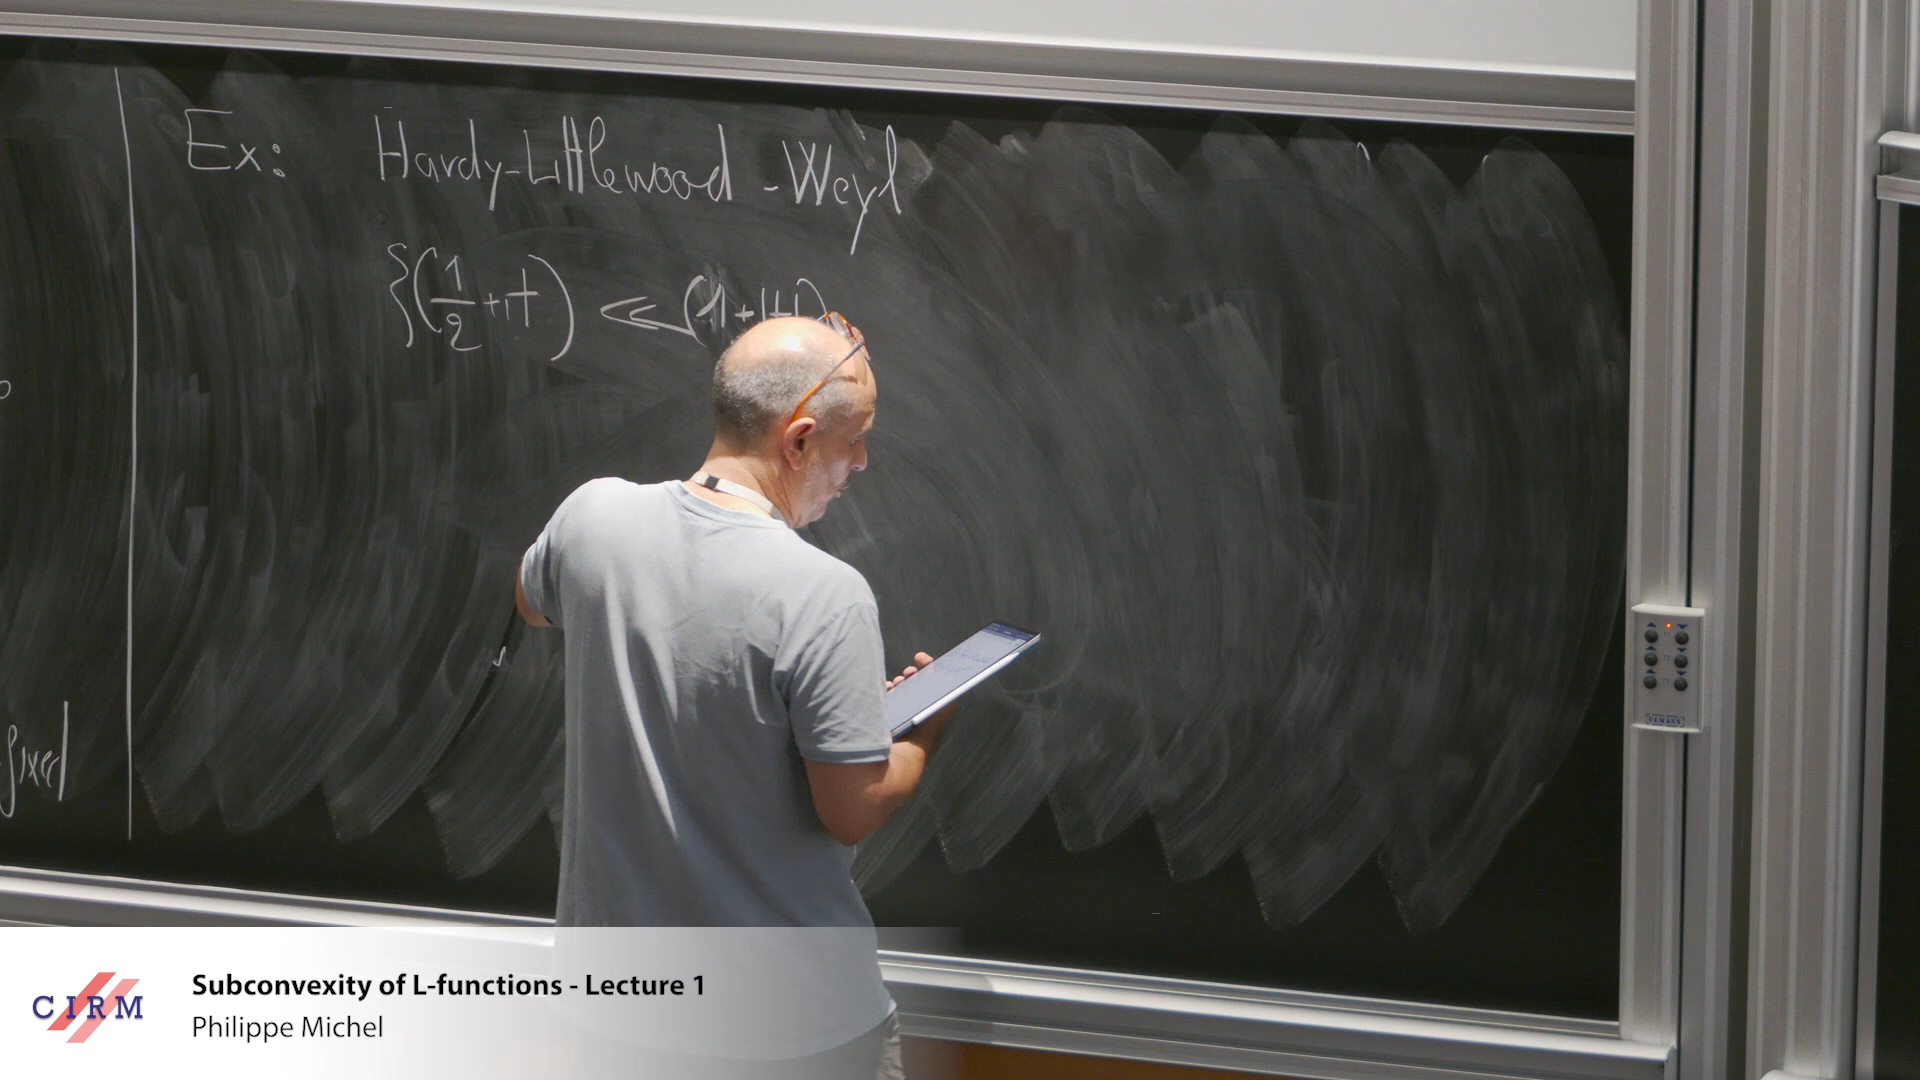 Ex: Hardy-Littlewood-Weyl
ζ(1/2+it) ≪ (1+|t|)
fixed
CIRM
Subconvexity of L-functions - Lecture 1
Philippe Michel